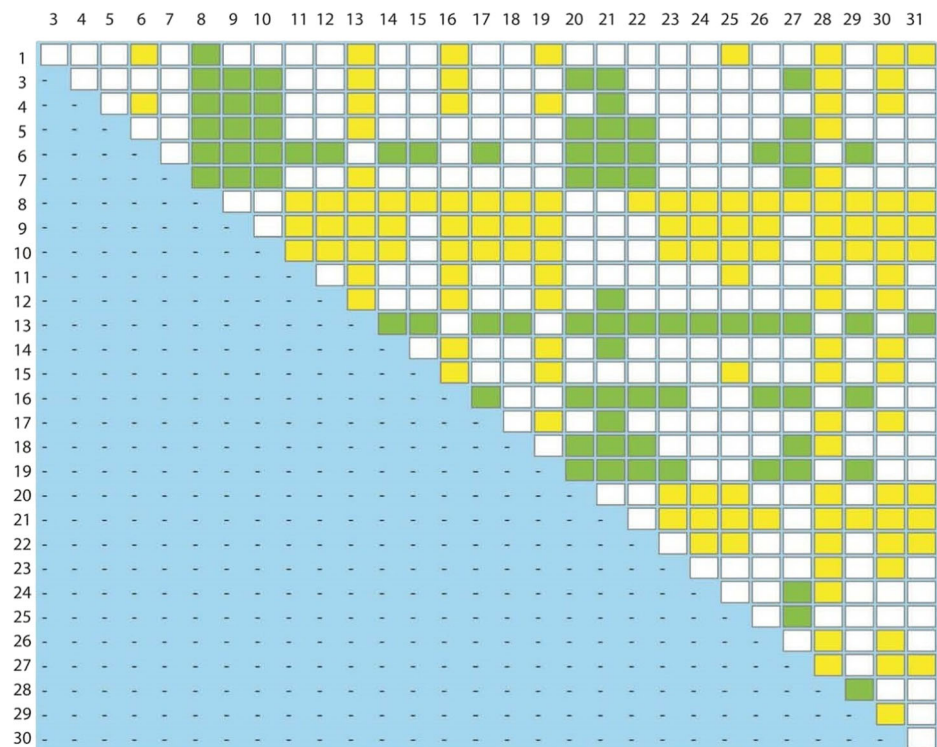 3 4 5 6 7 8 9 10 11 12 13 14 15 16 17 18 19 20 21 22 23 24 25 26 27 28 29 30 31
1
3 -
4 - -
5 - - -
6 - - - -
7 - - - - -
8 - - - - - -
9 - - - - - - -
10 - - - - - - - -
11 - - - - - - - - -
12 - - - - - - - - - -
13 - - - - - - - - - - -
14 - - - - - - - - - - - -
15 - - - - - - - - - - - - -
16 - - - - - - - - - - - - - -
17 - - - - - - - - - - - - - - -
18 - - - - - - - - - - - - - - - -
19 - - - - - - - - - - - - - - - - -
20 - - - - - - - - - - - - - - - - - -
21 - - - - - - - - - - - - - - - - - - -
22 - - - - - - - - - - - - - - - - - - - -
23 - - - - - - - - - - - - - - - - - - - - -
24 - - - - - - - - - - - - - - - - - - - - - -
25 - - - - - - - - - - - - - - - - - - - - - - -
26 - - - - - - - - - - - - - - - - - - - - - - - -
27 - - - - - - - - - - - - - - - - - - - - - - - - -
28 - - - - - - - - - - - - - - - - - - - - - - - - - -
29 - - - - - - - - - - - - - - - - - - - - - - - - - - -
30 - - - - - - - - - - - - - - - - - - - - - - - - - - - -